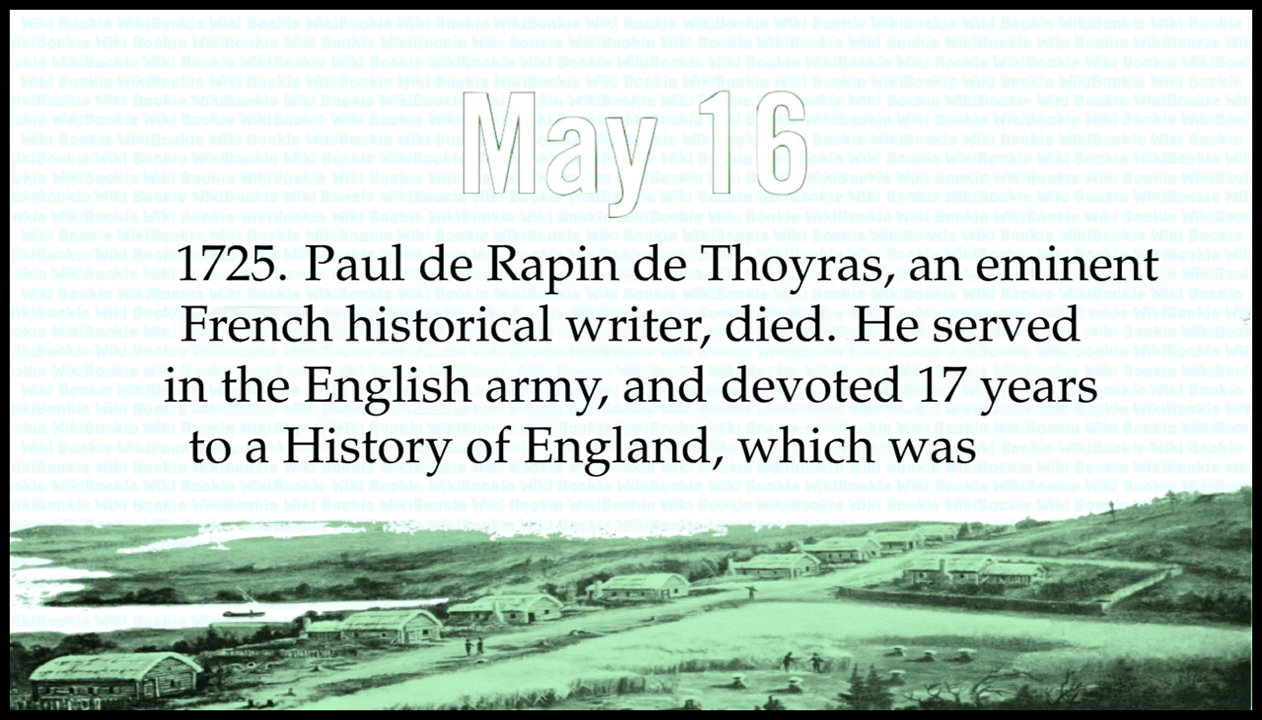 May 16
1725. Paul de Rapin de Thoyras, an eminent
French historical writer, died. He served
in the English army, and devoted 17 years
to a History of England, which was